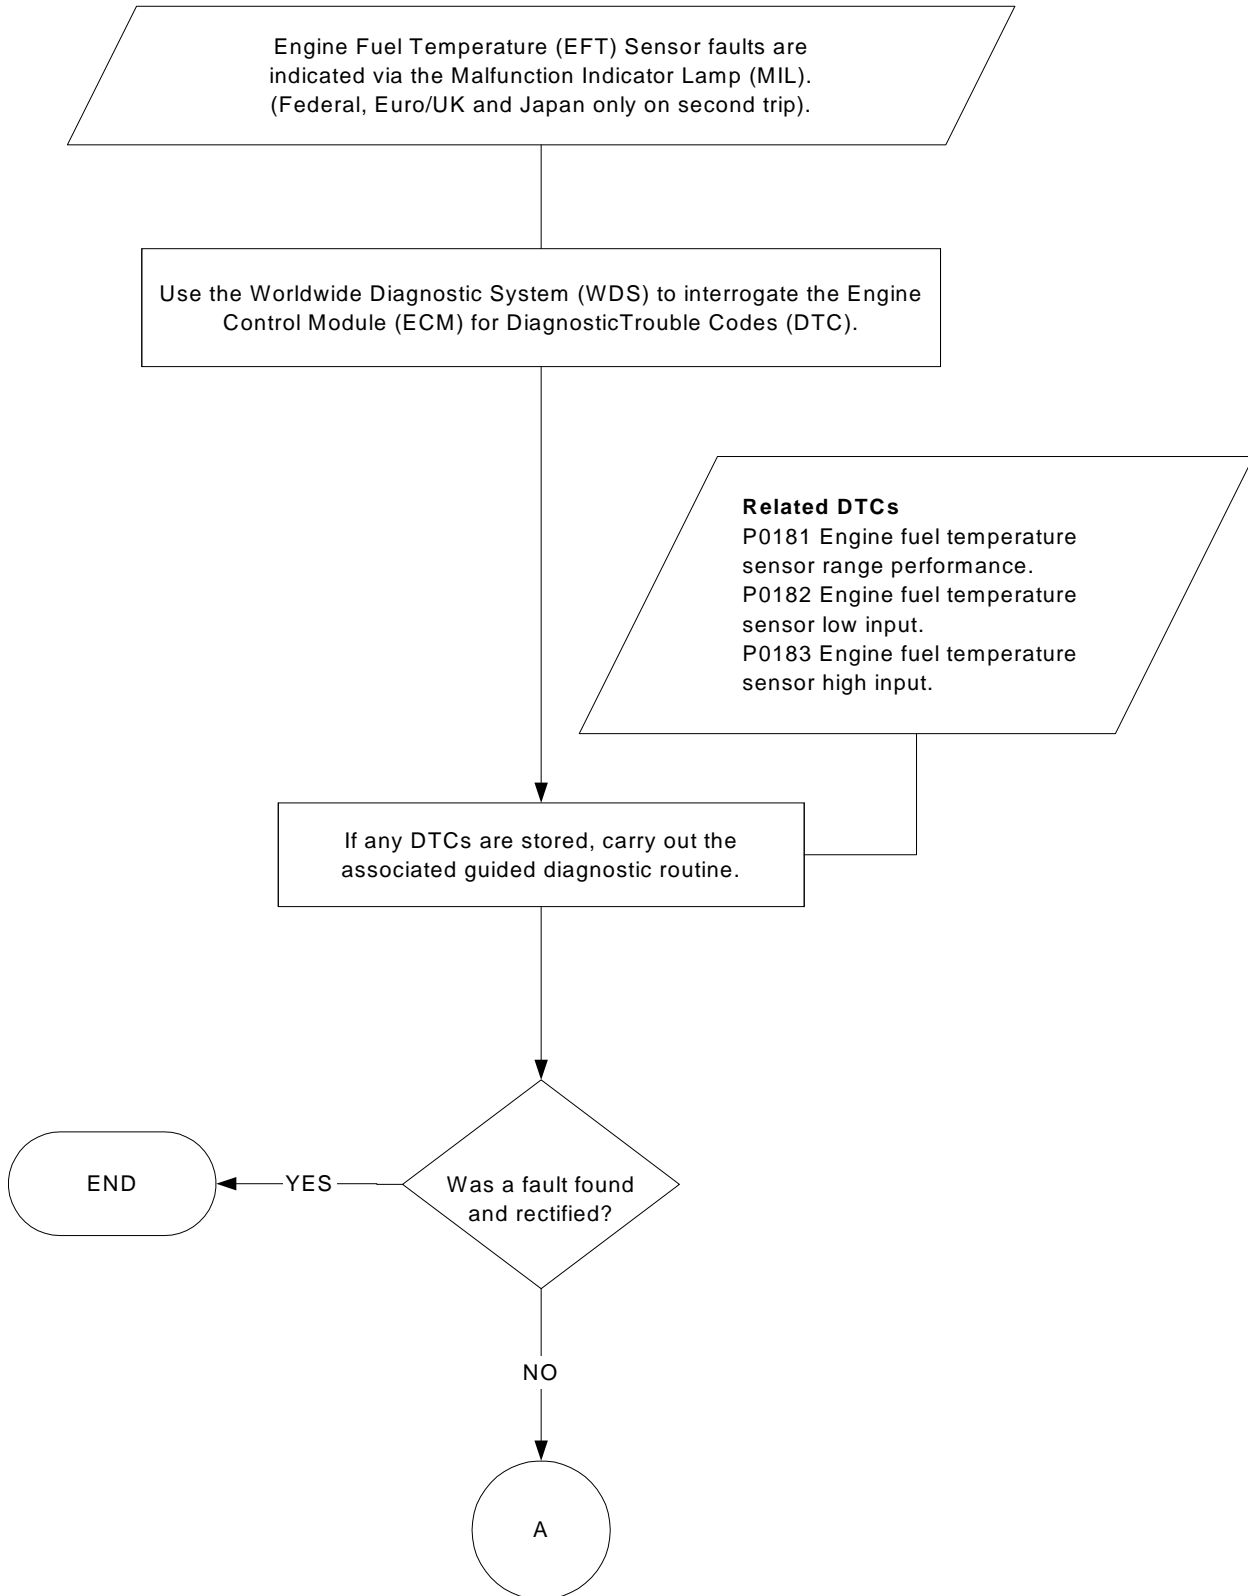 Engine Fuel Temperature (EFT) Sensor faults are
indicated via the Malfunction Indicator Lamp (MIL).
(Federal, Euro/UK and Japan only on second trip).
Use the Worldwide Diagnostic System (WDS) to interrogate the Engine
Control Module (ECM) for DiagnosticTrouble Codes (DTC).
Related DTCs
P0181 Engine fuel temperature
sensor range performance.
P0182 Engine fuel temperature
sensor low input.
P0183 Engine fuel temperature
sensor high input.
If any DTCs are stored, carry out the
associated guided diagnostic routine.
Was a fault found
and rectified?
YES
END
NO
A